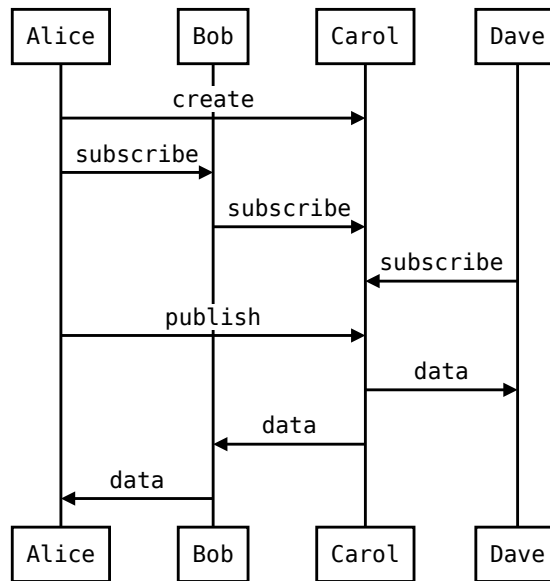 Alice Bob Carol Dave
create
subscribe
subscribe
subscribe
publish
data
data
data
Alice Bob Carol Dave